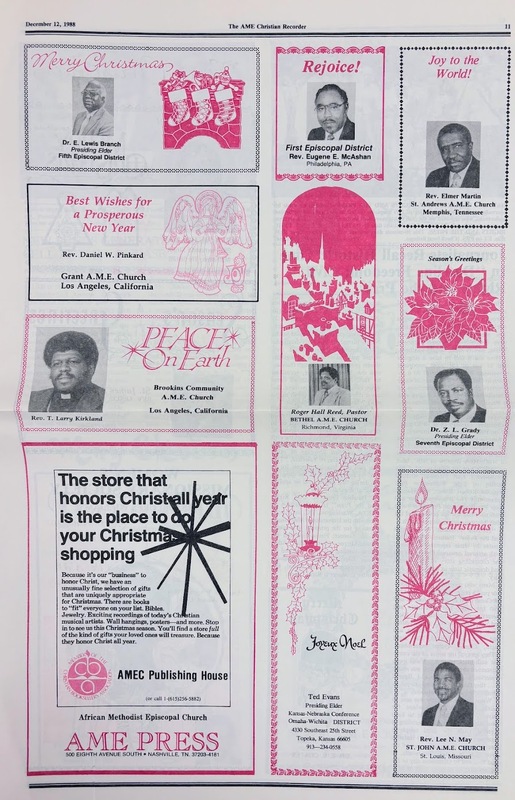 December 12, 1988
The AME Christian Recorder
11
Merry Christmas
Dr. E. Lewis Branch
Presiding Elder
Fifth Episcopal District
Rejoice!
First Episcopal District
Rev. Eugene E. McAshan
Philadelphia, PA
Joy to the
World!
Rev. Elmer Martin
St. Andrews A.M.E. Church
Memphis, Tennessee
Best Wishes for
a Prosperous
New Year
Rev. Daniel W. Pinkard
Grant A.M.E. Church
Los Angeles, California
Roger Hall Reed, Pastor
BETHEL AME CHURCH
Richmond, Virginia
Season's Greetings
Dr. Z. L. Grady
Presiding Elder
Seventh Episcopal District
PEACE
On Earth
Brookins Community
A.M.E. Church
Los Angeles, California
Rev. T. Larry Kirkland
The store that
honors Christ all year
is the place to do
your Christmas
shopping
Because it's our "business" to
honor Christ, we have an
unusually fine selection of gifts
that are uniquely appropriate
for Christmas. There are books
to "fit" everyone on your list. Bibles.
Jewelry. Exciting recordings of today's Christian
musical artists. Wall hangings, posters—and more. Stop
in to see us this Christmas season. You'll find a store full
of the kind of gifts your loved ones will treasure. Because
they honor Christ all year.
cba
AMEC Publishing House
(or call 1-(615)256-5882)
African Methodist Episcopal Church
AME PRESS
500 EIGHTH AVENUE SOUTH • NASHVILLE, TN. 37203-4181
Joyeux Noël
Ted Evans
Presiding Elder
Kansas-Nebraska Conference
Omaha-Wichita DISTRICT
4330 Southeast 25th Street
Topeka, Kansas 66605
913—234-0558
Merry
Christmas
Rev. Lee N. May
ST. JOHN A.M.E. CHURCH
St. Louis, Missouri